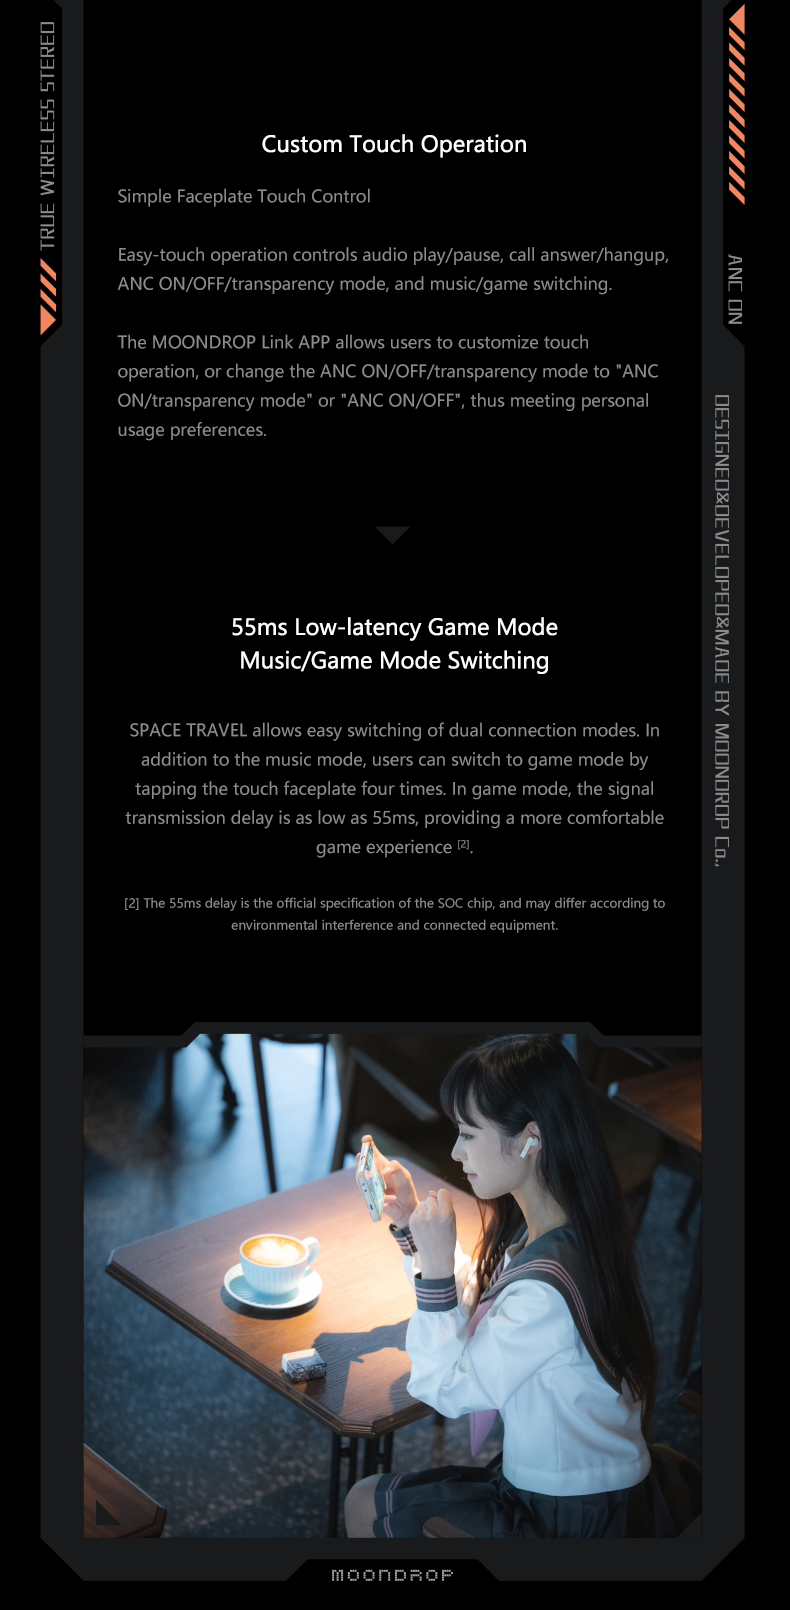 TRUE WIRELESS STEREO
ANC ON
Custom Touch Operation
Simple Faceplate Touch Control
Easy-touch operation controls audio play/pause, call answer/hangup,
ANC ON/OFF/transparency mode, and music/game switching.
The MOONDROP Link APP allows users to customize touch
operation, or change the ANC ON/OFF/transparency mode to "ANC
ON/transparency mode" or "ANC ON/OFF", thus meeting personal
usage preferences.
DESIGNED&DEVELOPED&MADE BY MOONDROP Co.,
55ms Low-latency Game Mode
Music/Game Mode Switching
SPACE TRAVEL allows easy switching of dual connection modes. In
addition to the music mode, users can switch to game mode by
tapping the touch faceplate four times. In game mode, the signal
transmission delay is as low as 55ms, providing a more comfortable
game experience [2].
[2] The 55ms delay is the official specification of the SOC chip, and may differ according to
environmental interference and connected equipment.
MOONDROP